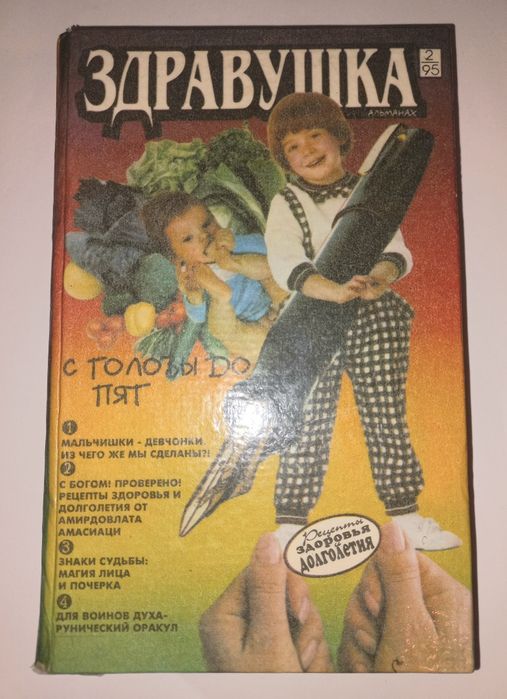 ЗДРАВУШКА
2
95
АЛЬМАНАХ
С ГОЛОВЫ ДО
ПЯТ
1
МАЛЬЧИШКИ - ДЕВЧОНКИ
ИЗ ЧЕГО ЖЕ МЫ СДЕЛАНЫ?!
2
С БОГОМ! ПРОВЕРЕНО!
РЕЦЕПТЫ ЗДОРОВЬЯ И
ДОЛГОЛЕТИЯ ОТ
АМИРДОВЛАТА
АМАСИАЦИ
3
ЗНАКИ СУДЬБЫ:
МАГИЯ ЛИЦА
И ПОЧЕРКА
4
ДЛЯ ВОИНОВ ДУХА-
РУНИЧЕСКИЙ ОРАКУЛ
Рецепты
ЗДОРОВЬЯ
ДОЛГОЛЕТИЯ